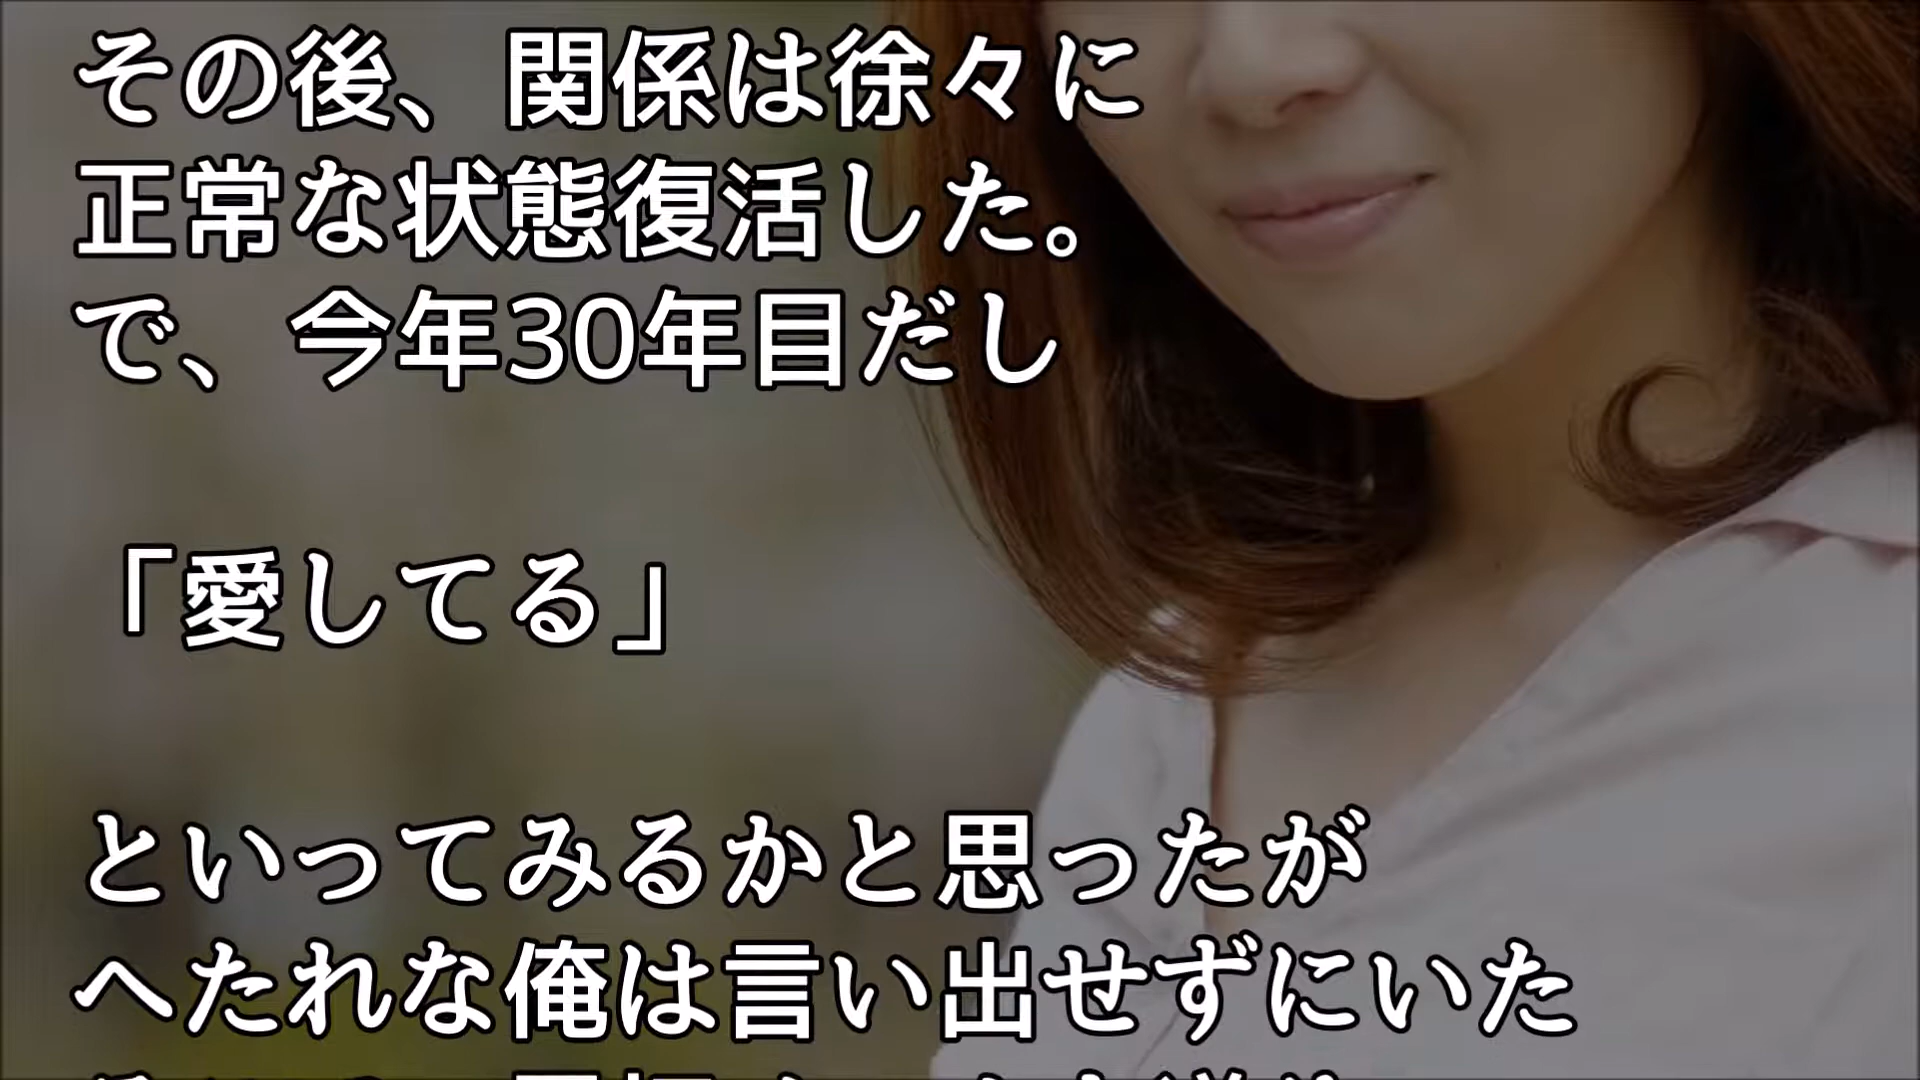 その後、関係は徐々に
正常な状態復活した。
で、今年30年目だし
「愛してる」
といってみるかと思ったが
へたれな俺は言い出せずにいた